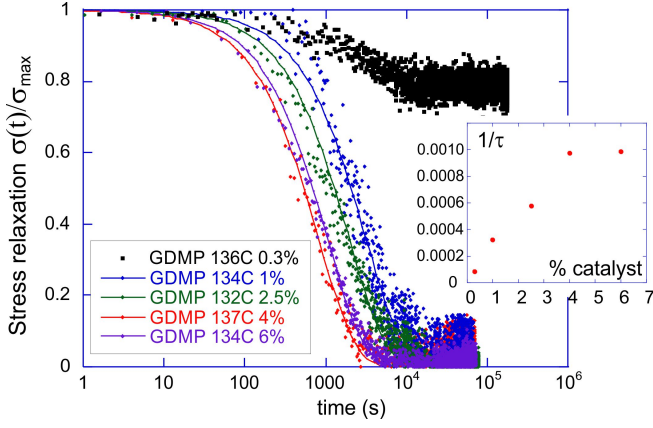 Stress relaxation σ(t)/σmax
1
0.8
0.6
0.4
0.2
0
1 10 100 1000 10⁴ 10⁵ 10⁶
time (s)
GDMP 136C 0.3%
GDMP 134C 1%
GDMP 132C 2.5%
GDMP 137C 4%
GDMP 134C 6%
1/τ
0.0010
0.0008
0.0006
0.0004
0.0002
0
% catalyst
0 1 2 3 4 5 6 7